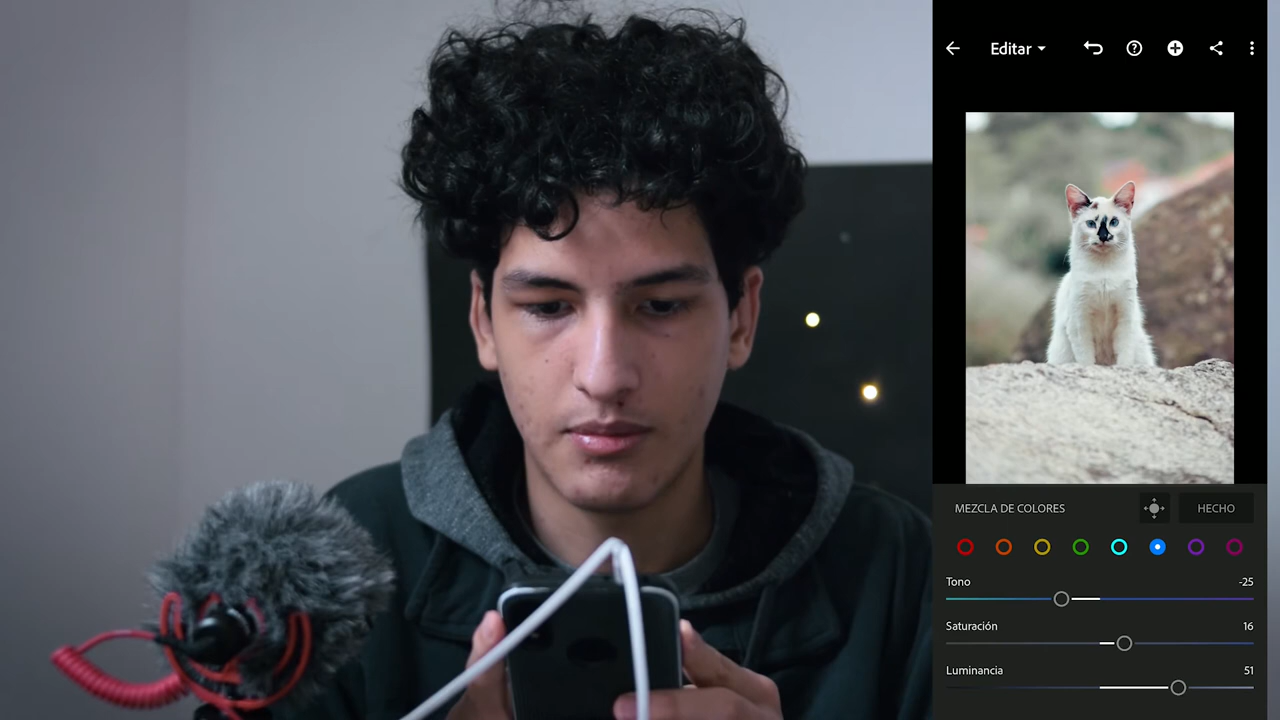 Editar
MEZCLA DE COLORES
HECHO
Tono -25
Saturación 16
Luminancia 51